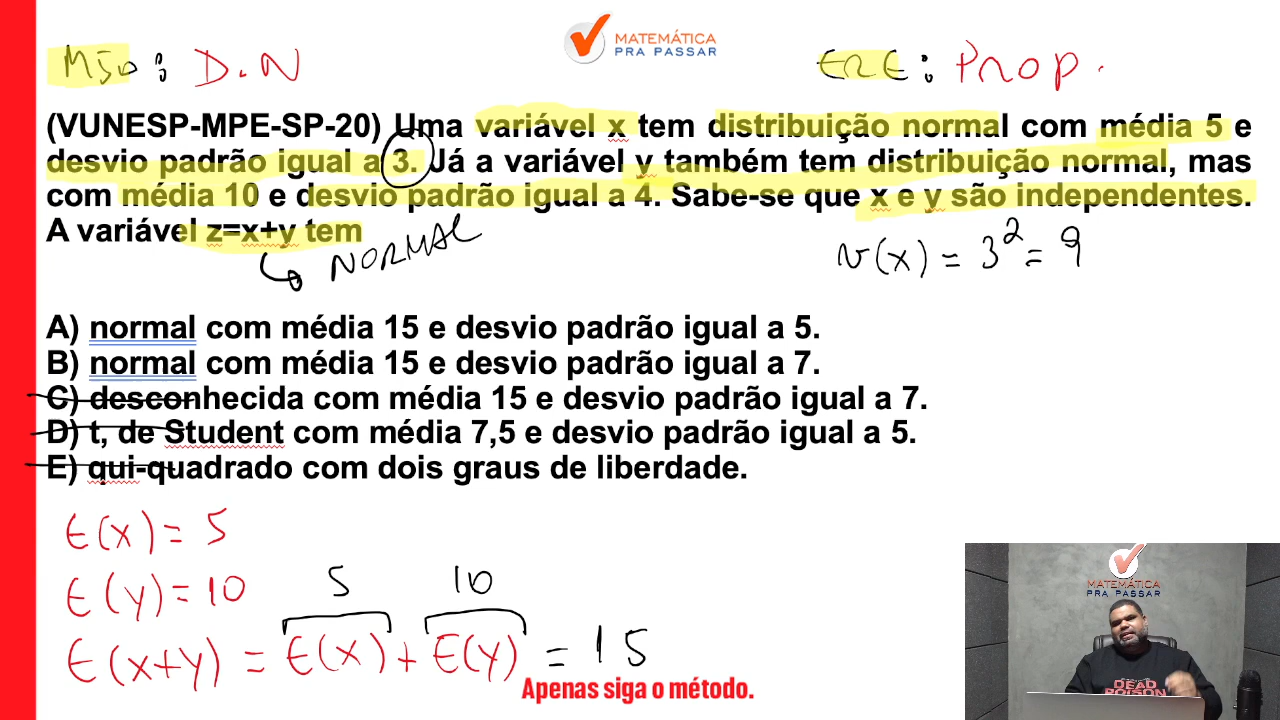 MATEMÁTICA
PRA PASSAR
MSD: D.N
ERE: PROP.
(VUNESP-MPE-SP-20) Uma variável x tem distribuição normal com média 5 e
desvio padrão igual a 3. Já a variável y também tem distribuição normal, mas
com média 10 e desvio padrão igual a 4. Sabe-se que x e y são independentes.
A variável z=x+y tem
NORMAL
v(x) = 3² = 9
A) normal com média 15 e desvio padrão igual a 5.
B) normal com média 15 e desvio padrão igual a 7.
C) desconhecida com média 15 e desvio padrão igual a 7.
D) t, de Student com média 7,5 e desvio padrão igual a 5.
E) qui-quadrado com dois graus de liberdade.
E(x) = 5
E(y) = 10
5 10
E(x+y) = E(x) + E(y) = 15
Apenas siga o método.
MATEMÁTICA
PRA PASSAR
DEAD
POISON